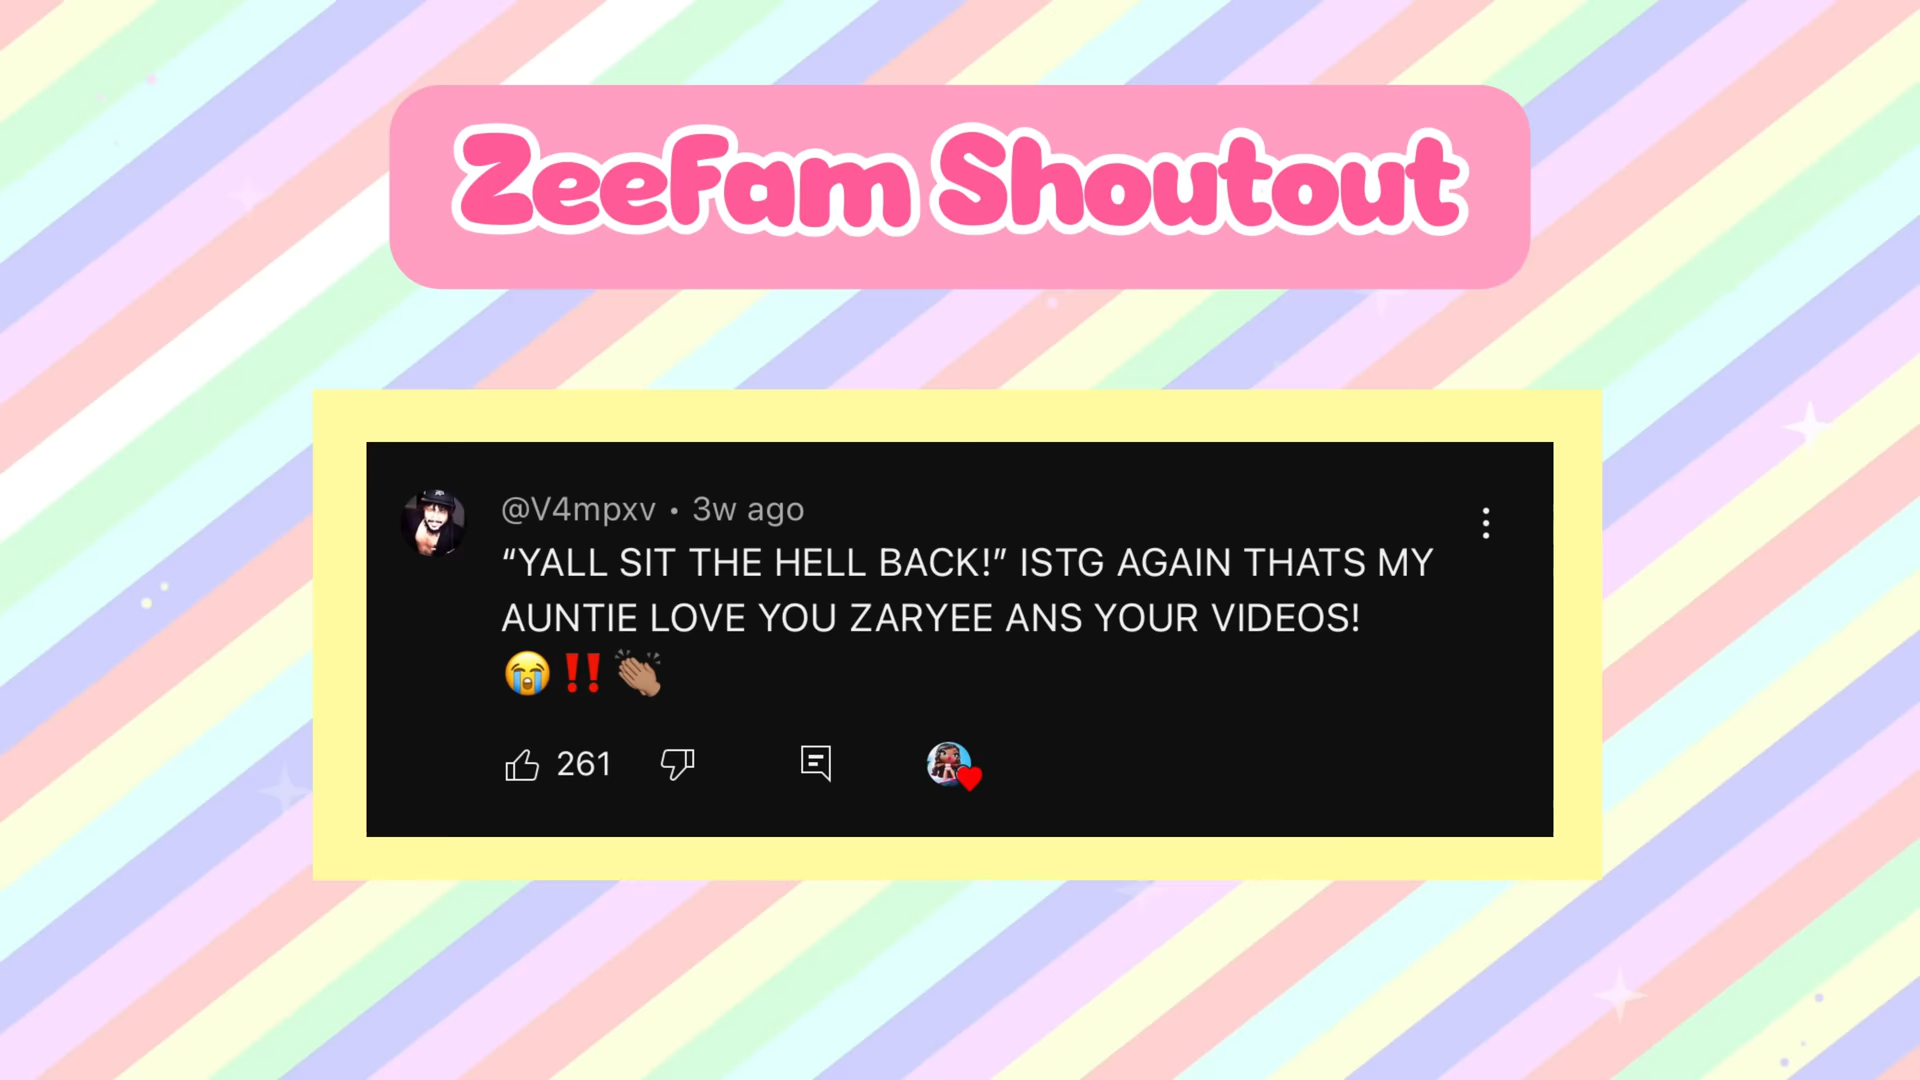 ZeeFam Shoutout
@V4mpxv • 3w ago
“YALL SIT THE HELL BACK!” ISTG AGAIN THATS MY
AUNTIE LOVE YOU ZARYEE ANS YOUR VIDEOS!
😭‼️👏🏽
261